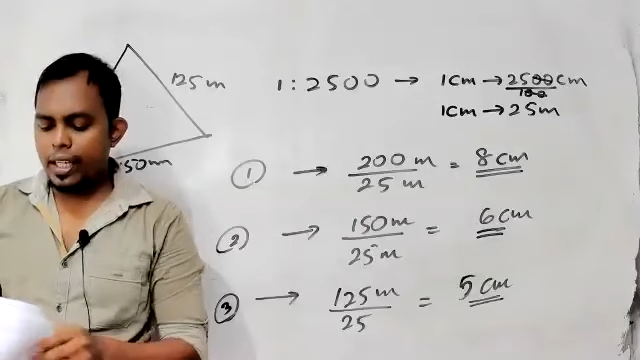 125m
50m
1:2500 → 1cm → 2500cm
100
1cm → 25m
① → 200m = 8cm
25m
② → 150m = 6cm
25m
③ → 125m = 5cm
25